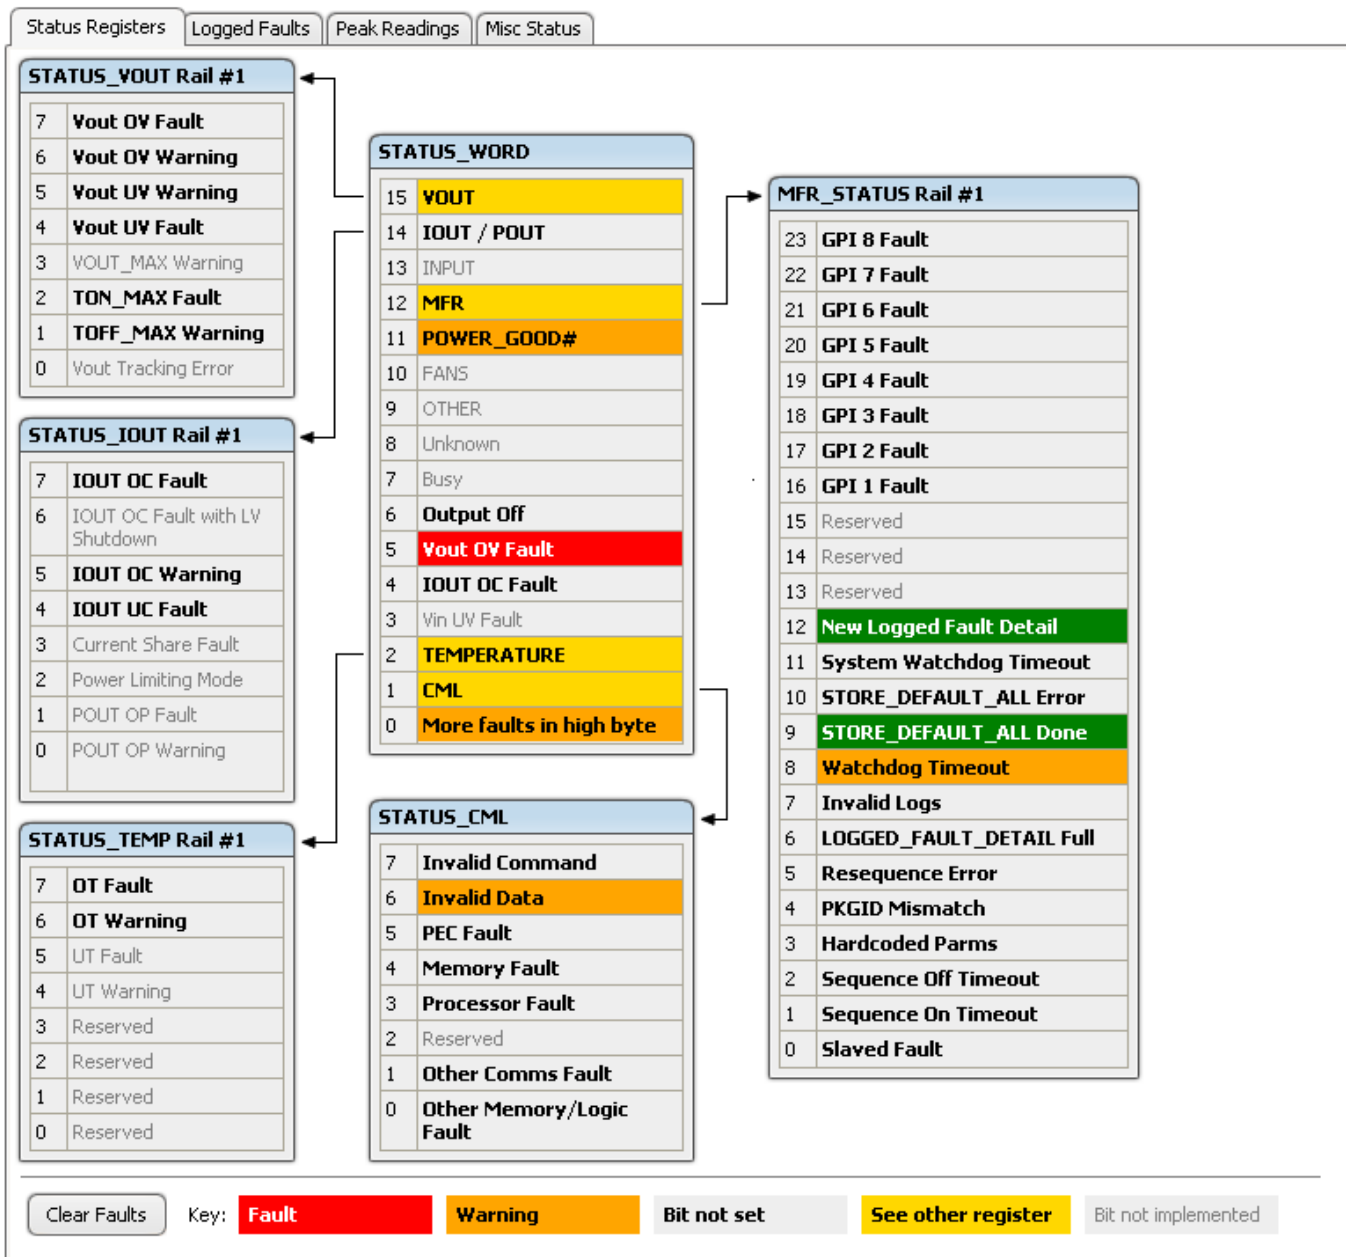 Status Registers
Logged Faults
Peak Readings
Misc Status
STATUS_VOUT Rail #1
7 Vout OV Fault
6 Vout OV Warning
5 Vout UV Warning
4 Vout UV Fault
3 VOUT_MAX Warning
2 TON_MAX Fault
1 TOFF_MAX Warning
0 Vout Tracking Error
STATUS_IOUT Rail #1
7 IOUT OC Fault
6 IOUT OC Fault with LV
Shutdown
5 IOUT OC Warning
4 IOUT UC Fault
3 Current Share Fault
2 Power Limiting Mode
1 POUT OP Fault
0 POUT OP Warning
STATUS_TEMP Rail #1
7 OT Fault
6 OT Warning
5 UT Fault
4 UT Warning
3 Reserved
2 Reserved
1 Reserved
0 Reserved
STATUS_WORD
15 VOUT
14 IOUT / POUT
13 INPUT
12 MFR
11 POWER_GOOD#
10 FANS
9 OTHER
8 Unknown
7 Busy
6 Output Off
5 Vout OV Fault
4 IOUT OC Fault
3 Vin UV Fault
2 TEMPERATURE
1 CML
0 More faults in high byte
STATUS_CML
7 Invalid Command
6 Invalid Data
5 PEC Fault
4 Memory Fault
3 Processor Fault
2 Reserved
1 Other Comms Fault
0 Other Memory/Logic
Fault
MFR_STATUS Rail #1
23 GPI 8 Fault
22 GPI 7 Fault
21 GPI 6 Fault
20 GPI 5 Fault
19 GPI 4 Fault
18 GPI 3 Fault
17 GPI 2 Fault
16 GPI 1 Fault
15 Reserved
14 Reserved
13 Reserved
12 New Logged Fault Detail
11 System Watchdog Timeout
10 STORE_DEFAULT_ALL Error
9 STORE_DEFAULT_ALL Done
8 Watchdog Timeout
7 Invalid Logs
6 LOGGED_FAULT_DETAIL Full
5 Resequence Error
4 PKGID Mismatch
3 Hardcoded Parms
2 Sequence Off Timeout
1 Sequence On Timeout
0 Slaved Fault
Clear Faults
Key:
Fault
Warning
Bit not set
See other register
Bit not implemented